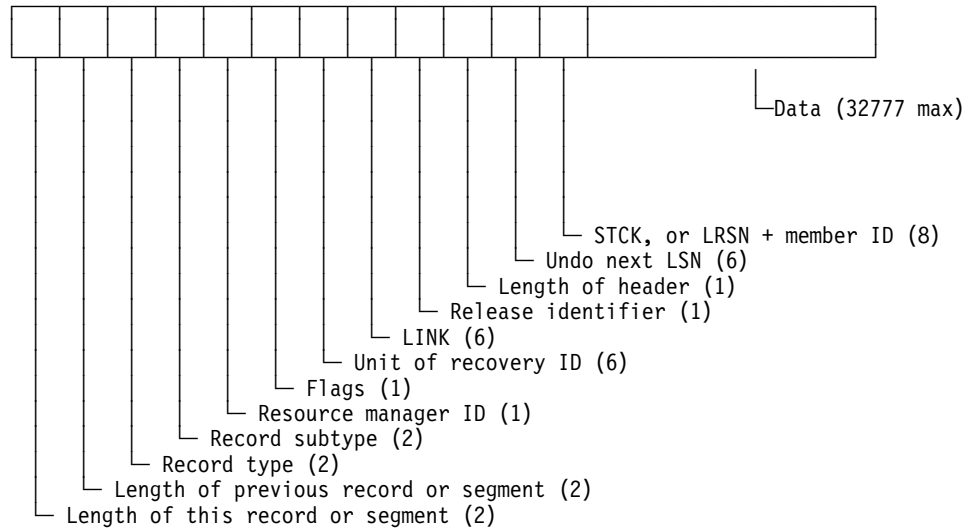 Data (32777 max)
STCK, or LRSN + member ID (8)
Undo next LSN (6)
Length of header (1)
Release identifier (1)
LINK (6)
Unit of recovery ID (6)
Flags (1)
Resource manager ID (1)
Record subtype (2)
Record type (2)
Length of previous record or segment (2)
Length of this record or segment (2)